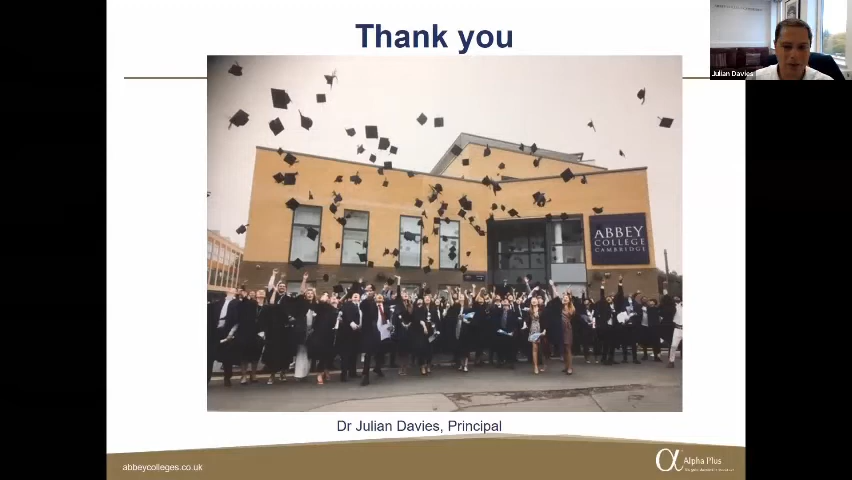 Thank you
Julian Davies
ABBEY
COLLEGE
CAMBRIDGE
Dr Julian Davies, Principal
abbeycolleges.co.uk
Alpha Plus